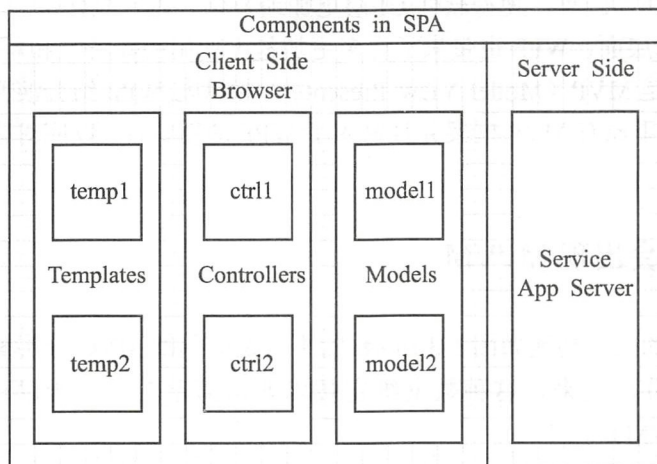 Components in SPA
Client Side
Browser
Server Side
temp1
ctrl1
model1
Templates
Controllers
Models
Service
App Server
temp2
ctrl2
model2